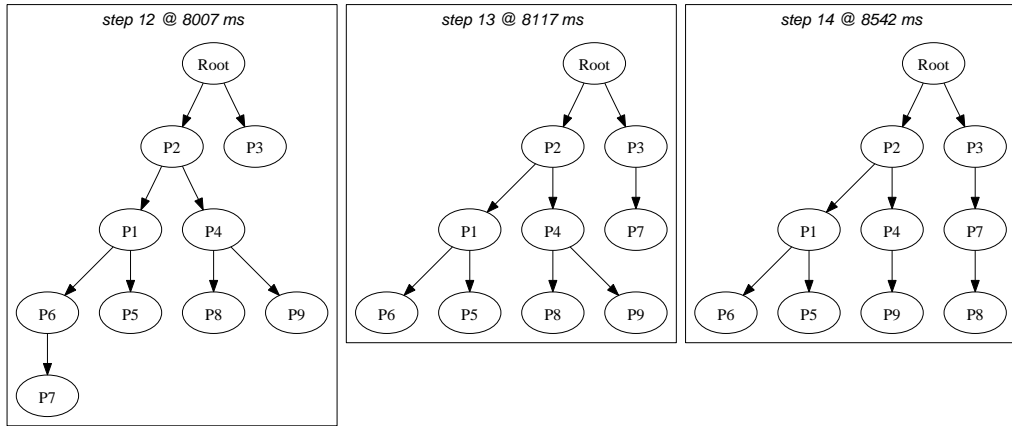 step 12 @ 8007 ms
Root
P2
P3
P1
P4
P6
P5
P8
P9
P7
step 13 @ 8117 ms
Root
P2
P3
P1
P4
P7
P6
P5
P8
P9
step 14 @ 8542 ms
Root
P2
P3
P1
P4
P7
P6
P5
P9
P8